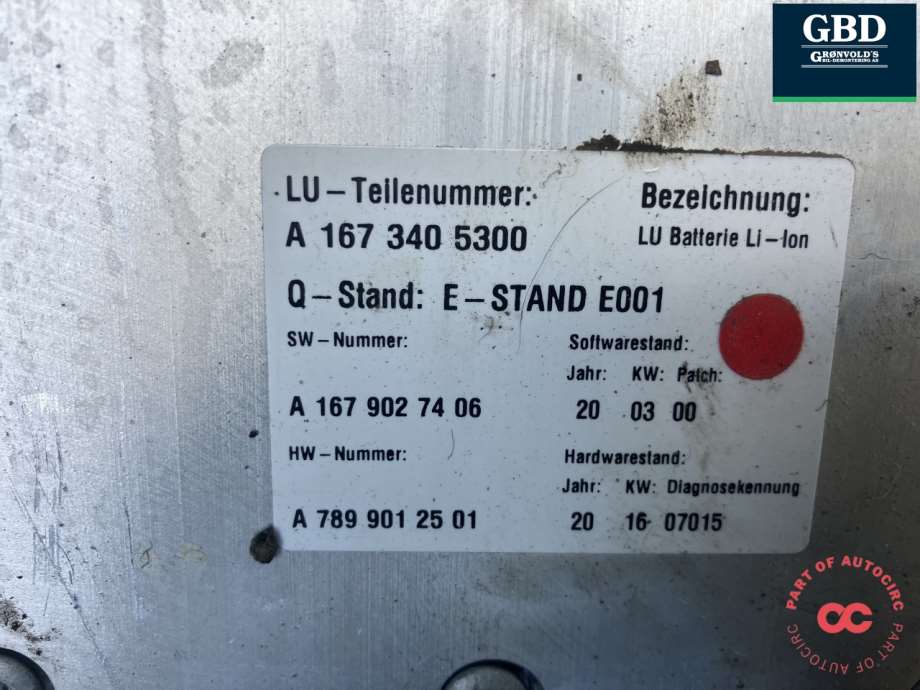 GBD
GRØNVOLD'S
BIL-DEMONTERING AS
LU-Teilenummer:
Bezeichnung:
A 167 340 5300
LU Batterie Li-Ion
Q-Stand: E-STAND E001
SW-Nummer:
Softwarestand:
Jahr: KW: Patch:
A 167 902 74 06
20 03 00
HW-Nummer:
Hardwarestand:
Jahr: KW: Diagnosekennung
A 789 901 25 01
20 16 07015
PART OF AUTOCIRC
PART OF AUTOCIRC